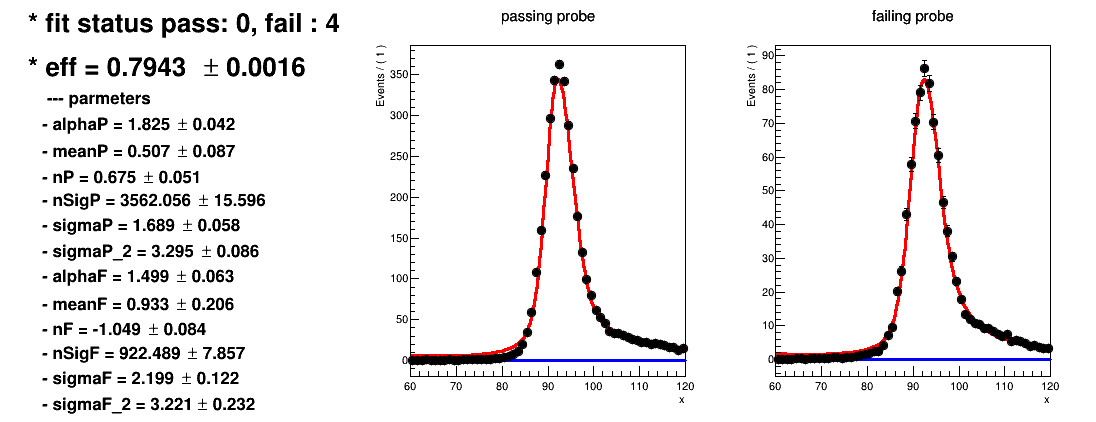 * fit status pass: 0, fail : 4
* eff = 0.7943 ± 0.0016
--- parmeters
- alphaP = 1.825 ± 0.042
- meanP = 0.507 ± 0.087
- nP = 0.675 ± 0.051
- nSigP = 3562.056 ± 15.596
- sigmaP = 1.689 ± 0.058
- sigmaP_2 = 3.295 ± 0.086
- alphaF = 1.499 ± 0.063
- meanF = 0.933 ± 0.206
- nF = -1.049 ± 0.084
- nSigF = 922.489 ± 7.857
- sigmaF = 2.199 ± 0.122
- sigmaF_2 = 3.221 ± 0.232
passing probe
Events / ( 1 )
350
300
250
200
150
100
50
0
60 70 80 90 100 110 120
x
failing probe
Events / ( 1 )
90
80
70
60
50
40
30
20
10
0
60 70 80 90 100 110 120
x